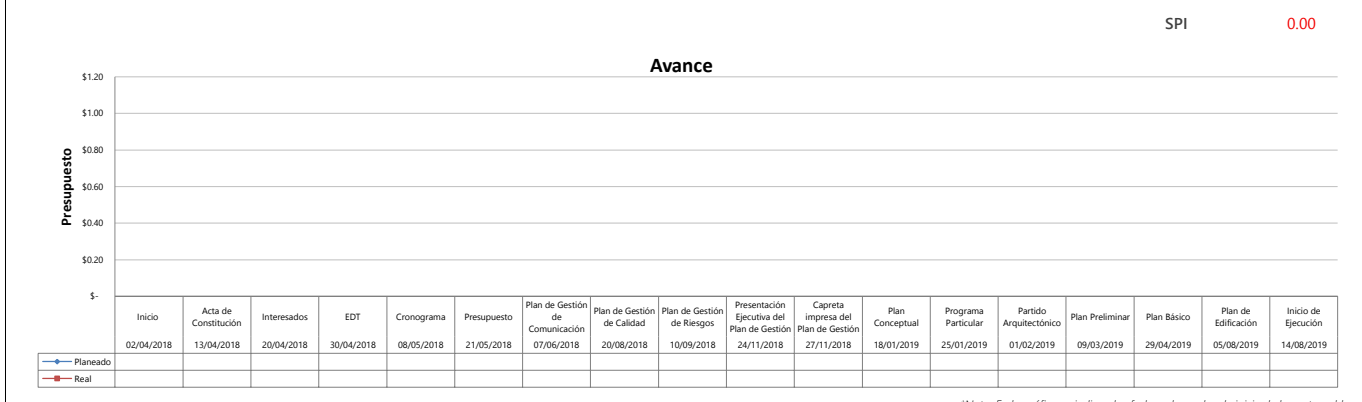 SPI 0.00
Avance
Presupuesto
$1.20
$1.00
$0.80
$0.60
$0.40
$0.20
$-
Inicio
02/04/2018
Acta de
Constitución
13/04/2018
Interesados
20/04/2018
EDT
30/04/2018
Cronograma
08/05/2018
Presupuesto
21/05/2018
Plan de Gestión
de
Comunicación
07/06/2018
Plan de Gestión
de Calidad
20/08/2018
Plan de Gestión
de Riesgos
10/09/2018
Presentación
Ejecutiva del
Plan de Gestión
24/11/2018
Capreta
impresa del
Plan de Gestión
27/11/2018
Plan
Conceptual
18/01/2019
Programa
Particular
25/01/2019
Partido
Arquitectónico
01/02/2019
Plan Preliminar
09/03/2019
Plan Básico
29/04/2019
Plan de
Edificación
05/08/2019
Inicio de
Ejecución
14/08/2019
Planeado
Real